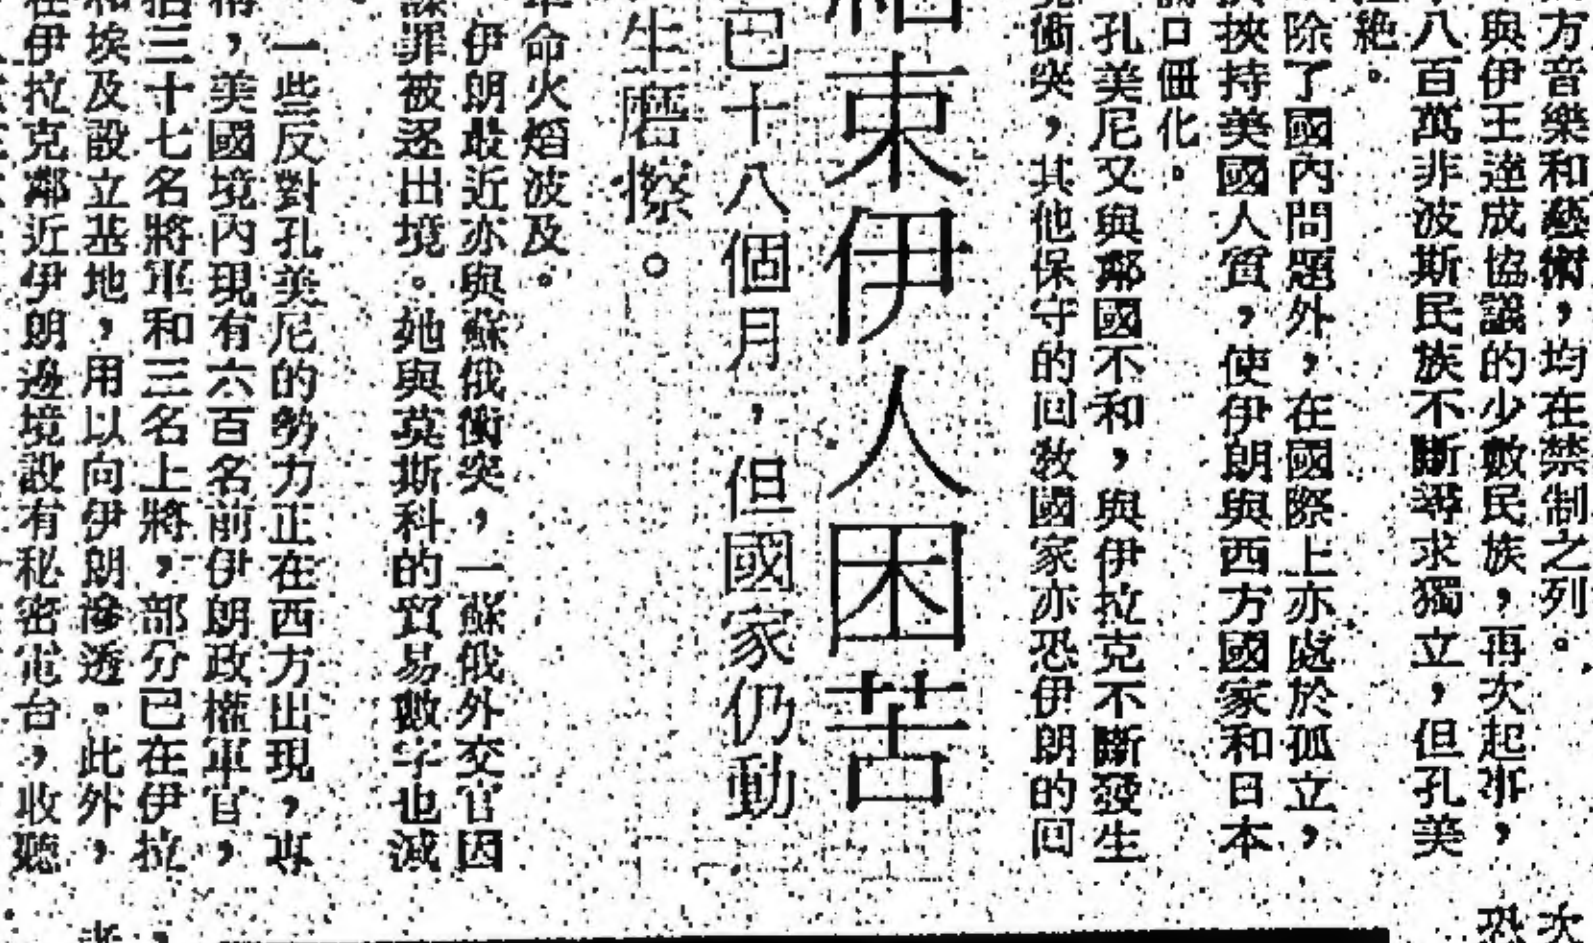 方音樂和藝術，均在禁制之列。
與伊王達成協議的少數民族，再次起事，
八百萬非波斯民族不斷尋求獨立，但孔美
絕。
除了國內問題外，在國際上亦處於孤立，
挾持美國人質，使伊朗與西方國家和日本
口僵化。
孔美尼又與鄰國不和，與伊拉克不斷發生
衝突，其他保守的回教國家亦恐伊朗的回
束伊人困苦
已十八個月，但國家仍動
生磨擦。
革命火熖波及。
伊朗最近亦與蘇俄衝突，一蘇俄外交官因
諜罪被逐出境。她與莫斯科的貿易數字也減
一些反對孔美尼的勢力正在西方出現，專
，美國境內現有六百名前伊朗政權軍官，
括三十七名將軍和三名上將，部分已在伊拉
和埃及設立基地，用以向伊朗滲透。此外，
在伊拉克鄰近伊朗邊境設有秘密電台，收聽
次
恐